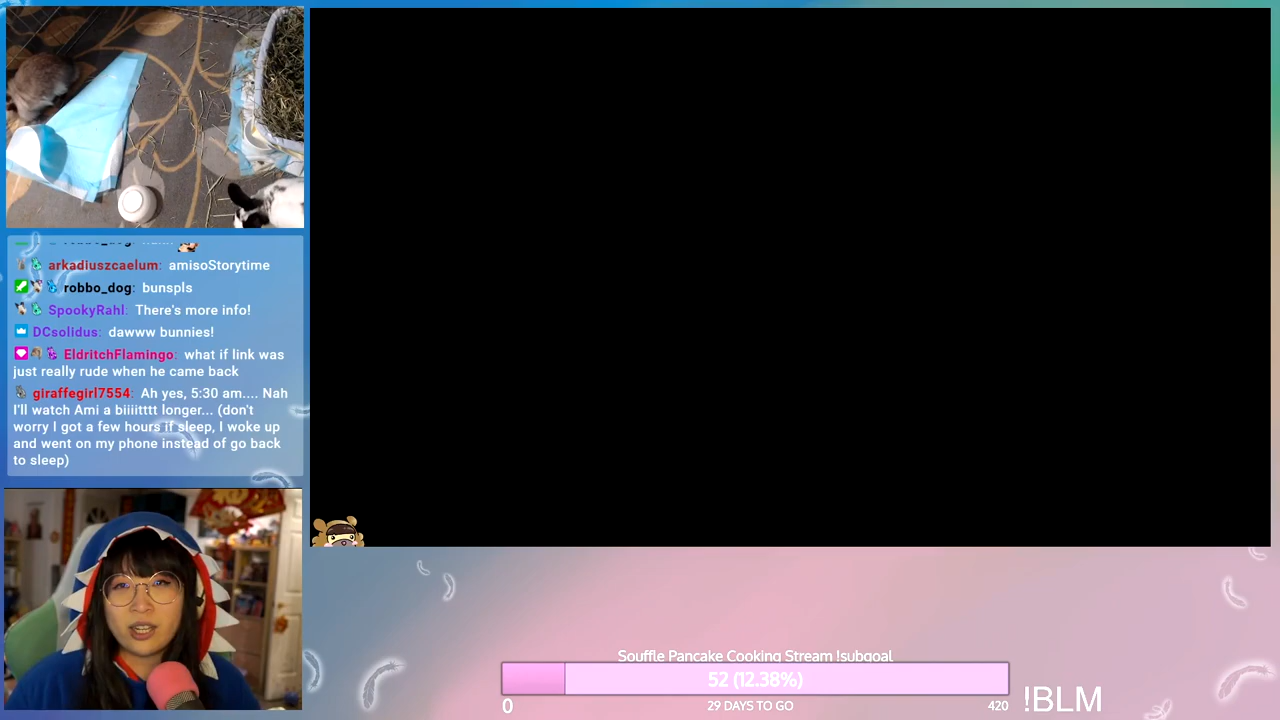 arkadiuszcaelum: amisoStorytime
robbo_dog: bunspls
SpookyRahl: There's more info!
DCsolidus: dawww bunnies!
EldritchFlamingo: what if link was
just really rude when he came back
giraffegirl7554: Ah yes, 5:30 am.... Nah
I'll watch Ami a biiiitttt longer... (don't
worry I got a few hours if sleep, I woke up
and went on my phone instead of go back
to sleep)
Souffle Pancake Cooking Stream !subgoal
52 (12.38%)
0 29 DAYS TO GO 420
!BLM